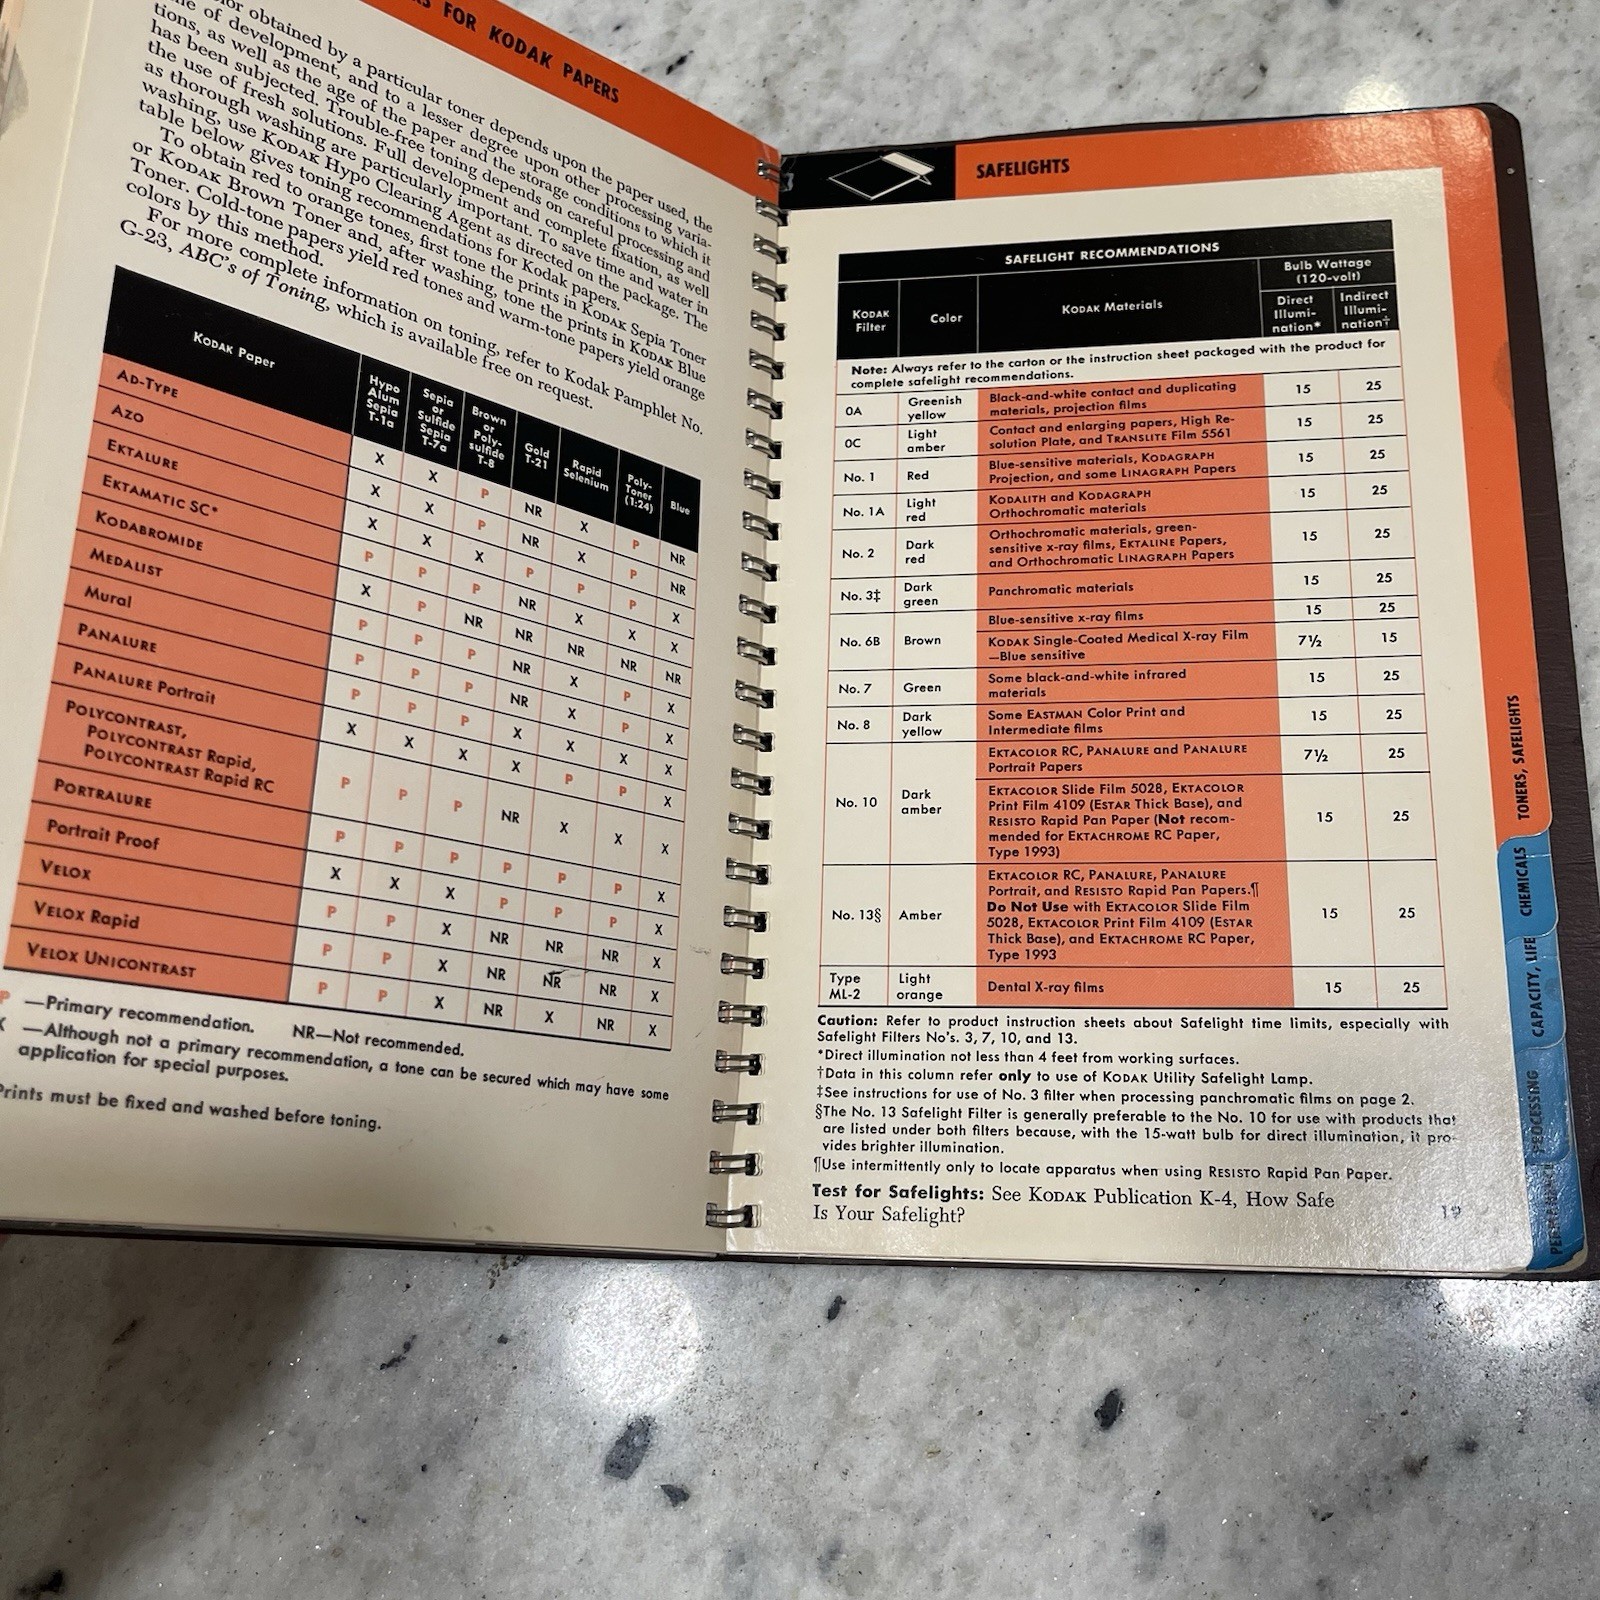 FOR KODAK PAPERS
obtained by a particular toner depends upon the paper used, the
of development, and to a lesser degree upon other processing varia-
tions, as well as the age of the paper and the storage conditions to which it
has been subjected. Trouble-free toning depends on careful processing and
the use of fresh solutions. Full development and complete fixation, as well
as thorough washing are particularly important. To save time and water in
washing, use KODAK Hypo Clearing Agent as directed on the package. The
table below gives toning recommendations for Kodak papers.
To obtain red to orange tones, first tone the prints in KODAK Sepia Toner
or KODAK Brown Toner and, after washing, tone the prints in KODAK Blue
Toner. Cold-tone papers yield red tones and warm-tone papers yield orange
colors by this method.
For more complete information on toning, refer to Kodak Pamphlet No.
G-23, ABC's of Toning, which is available free on request.
KODAK Paper Hypo Alum Sepia T-1a Sepia or Sulfide Sepia T-7a Brown or Poly-sulfide T-8 Gold T-21 Rapid Selenium Poly-Toner (1:24) Blue
AD-TYPE X X P NR X P NR
AZO X X P NR X P NR
EKTALURE X X X P P P X
EKTAMATIC SC* P P P NR X X X
KODABROMIDE X P NR NR NR NR NR
MEDALIST P P P NR X P X
Mural P P P NR X P X
PANALURE P P P X X X X
PANALURE Portrait X X X X P P X
POLYCONTRAST,
POLYCONTRAST Rapid,
POLYCONTRAST Rapid RC P P P NR X X X
PORTRALURE P P P P P P X
Portrait Proof X X X P P P X
VELOX P P X NR NR NR X
VELOX Rapid P P X NR NR NR X
VELOX UNICONTRAST P P X NR X NR X
P —Primary recommendation. NR—Not recommended.
X —Although not a primary recommendation, a tone can be secured which may have some
application for special purposes.
Prints must be fixed and washed before toning.
SAFELIGHTS
SAFELIGHT RECOMMENDATIONS
KODAK Filter Color KODAK Materials Bulb Wattage (120-volt)
Direct Illumi-nation* Indirect Illumi-nation†
Note: Always refer to the carton or the instruction sheet packaged with the product for
complete safelight recommendations.
0A Greenish yellow Black-and-white contact and duplicating materials, projection films 15 25
0C Light amber Contact and enlarging papers, High Re-solution Plate, and TRANSLITE Film 5561 15 25
No. 1 Red Blue-sensitive materials, KODAGRAPH Projection, and some LINAGRAPH Papers 15 25
No. 1A Light red KODALITH and KODAGRAPH Orthochromatic materials 15 25
No. 2 Dark red Orthochromatic materials, green-sensitive x-ray films, EKTALINE Papers, and Orthochromatic LINAGRAPH Papers 15 25
No. 3‡ Dark green Panchromatic materials 15 25
No. 6B Brown Blue-sensitive x-ray films 15 25
KODAK Single-Coated Medical X-ray Film —Blue sensitive 7½ 15
No. 7 Green Some black-and-white infrared materials 15 25
No. 8 Dark yellow Some EASTMAN Color Print and Intermediate films 15 25
No. 10 Dark amber EKTACOLOR RC, PANALURE and PANALURE Portrait Papers 7½ 25
EKTACOLOR Slide Film 5028, EKTACOLOR
Print Film 4109 (ESTAR Thick Base), and
RESISTO Rapid Pan Paper (Not recom-
mended for EKTACHROME RC Paper,
Type 1993) 15 25
No. 13§ Amber EKTACOLOR RC, PANALURE, PANALURE
Portrait, and RESISTO Rapid Pan Papers.¶
Do Not Use with EKTACOLOR Slide Film
5028, EKTACOLOR Print Film 4109 (ESTAR
Thick Base), and EKTACHROME RC Paper,
Type 1993 15 25
Type ML-2 Light orange Dental X-ray films 15 25
Caution: Refer to product instruction sheets about Safelight time limits, especially with
Safelight Filters No's. 3, 7, 10, and 13.
*Direct illumination not less than 4 feet from working surfaces.
†Data in this column refer only to use of KODAK Utility Safelight Lamp.
‡See instructions for use of No. 3 filter when processing panchromatic films on page 2.
§The No. 13 Safelight Filter is generally preferable to the No. 10 for use with products that
are listed under both filters because, with the 15-watt bulb for direct illumination, it pro-
vides brighter illumination.
¶Use intermittently only to locate apparatus when using RESISTO Rapid Pan Paper.
Test for Safelights: See KODAK Publication K-4, How Safe
Is Your Safelight?
19
TONERS, SAFELIGHTS
CHEMICALS
CAPACITY, LIFE
PROCESSING